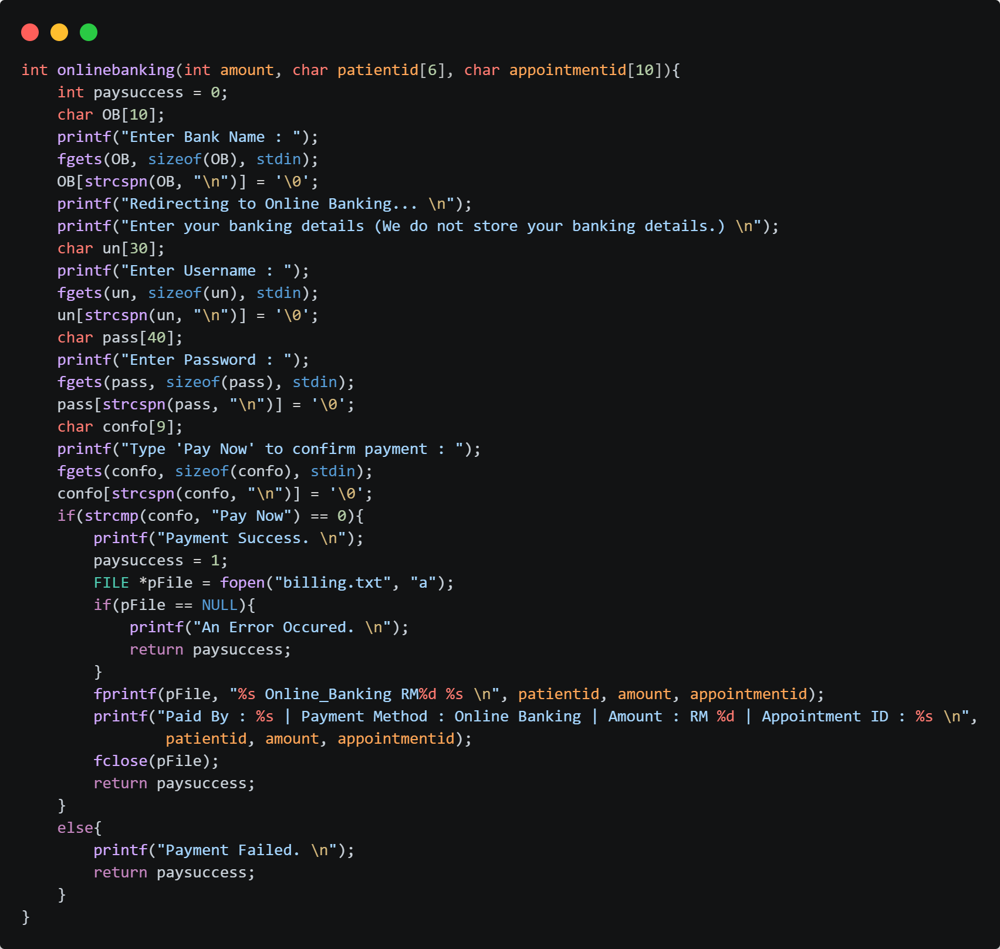 int onlinebanking(int amount, char patientid[6], char appointmentid[10]){
    int paysuccess = 0;
    char OB[10];
    printf("Enter Bank Name : ");
    fgets(OB, sizeof(OB), stdin);
    OB[strcspn(OB, "\n")] = '\0';
    printf("Redirecting to Online Banking... \n");
    printf("Enter your banking details (We do not store your banking details.) \n");
    char un[30];
    printf("Enter Username : ");
    fgets(un, sizeof(un), stdin);
    un[strcspn(un, "\n")] = '\0';
    char pass[40];
    printf("Enter Password : ");
    fgets(pass, sizeof(pass), stdin);
    pass[strcspn(pass, "\n")] = '\0';
    char confo[9];
    printf("Type 'Pay Now' to confirm payment : ");
    fgets(confo, sizeof(confo), stdin);
    confo[strcspn(confo, "\n")] = '\0';
    if(strcmp(confo, "Pay Now") == 0){
        printf("Payment Success. \n");
        paysuccess = 1;
        FILE *pFile = fopen("billing.txt", "a");
        if(pFile == NULL){
            printf("An Error Occured. \n");
            return paysuccess;
        }
        fprintf(pFile, "%s Online_Banking RM%d %s \n", patientid, amount, appointmentid);
        printf("Paid By : %s | Payment Method : Online Banking | Amount : RM %d | Appointment ID : %s \n",
                patientid, amount, appointmentid);
        fclose(pFile);
        return paysuccess;
    }
    else{
        printf("Payment Failed. \n");
        return paysuccess;
    }
}